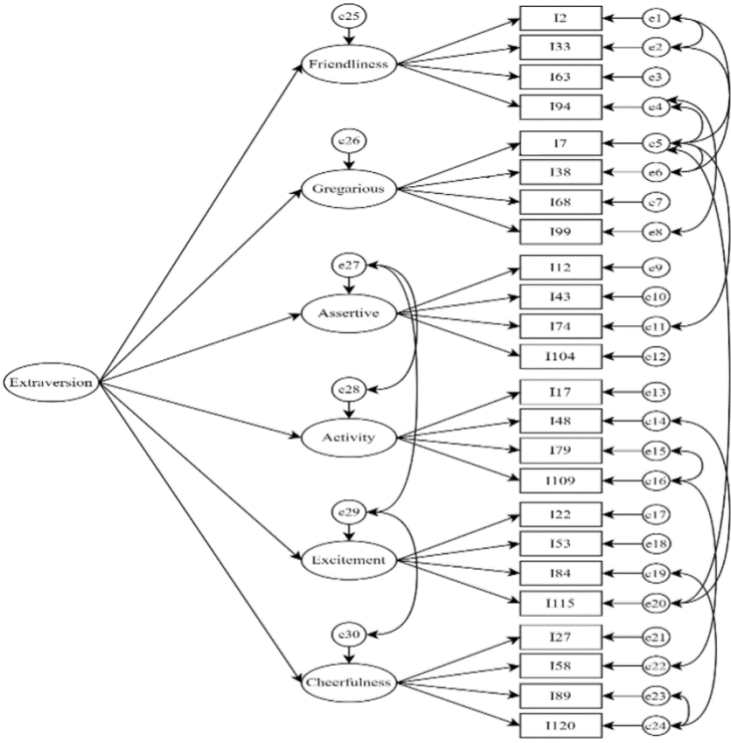 e25 I2 e1
I33 e2
Friendliness
I63 e3
I94 e4
e26 I7 e5
I38 e6
Gregarious
I68 e7
I99 e8
e27 I12 e9
I43 e10
Assertive
I74 e11
I104 e12
Extraversion
e28 I17 e13
I48 e14
Activity
I79 e15
I109 e16
e29 I22 e17
I53 e18
Excitement
I84 e19
I115 e20
e30 I27 e21
I58 e22
Cheerfulness
I89 e23
I120 e24